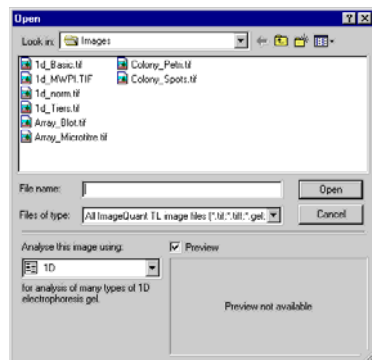 Open
Look in: Images
1d_Basic.tif
1d_MWPI.TIF
1d_norm.tif
1d_Trers.tif
Array_Blot.tif
Array_Microtitre.tif
Colony_Petri.tif
Colony_Spots.tif
File name:
Open
Files of type: All ImageQuant TL image files (*.tif;*.tiff;*.gel;
Cancel
Analyse this image using:
Preview
1D
for analysis of many types of 1D
electrophoresis gel.
Preview not available